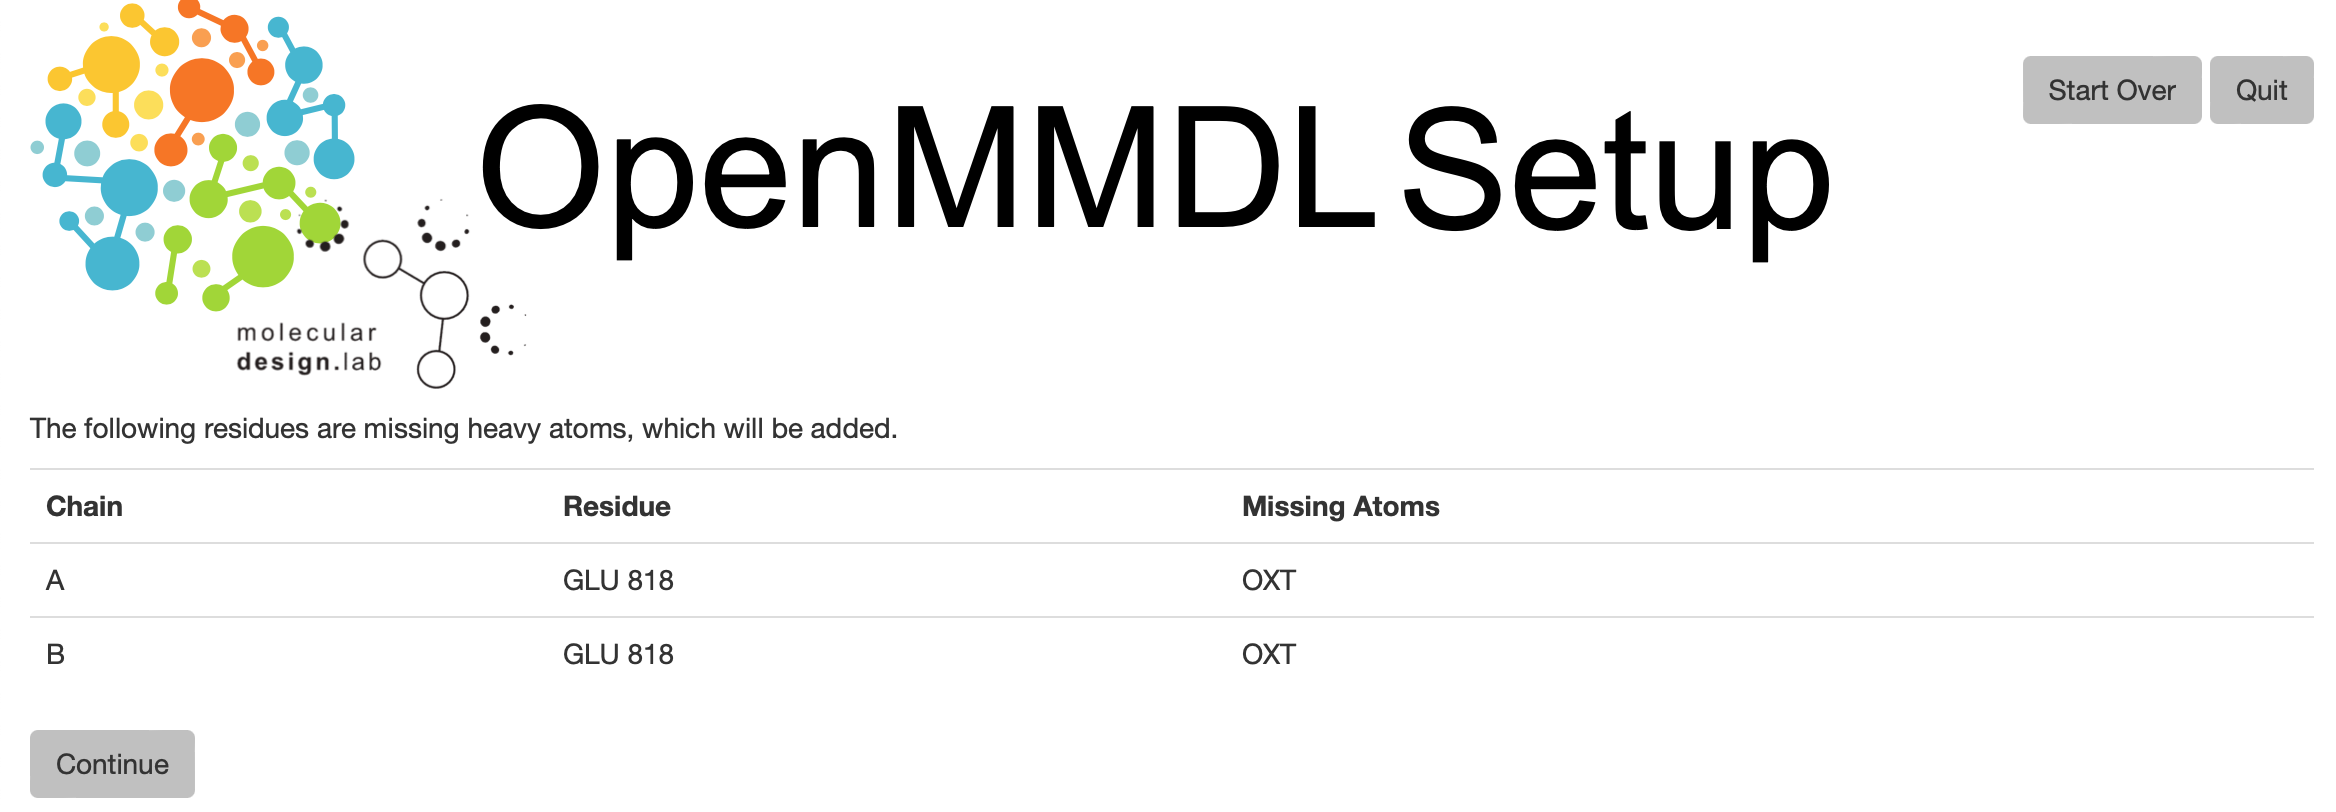 OpenMMDL Setup
Start Over
Quit
molecular
design.lab
The following residues are missing heavy atoms, which will be added.
Chain Residue Missing Atoms
A GLU 818 OXT
B GLU 818 OXT
Continue